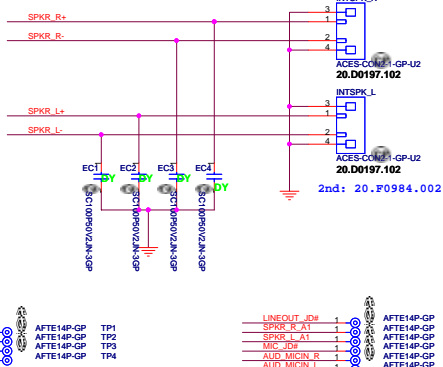 SPKR_R+
3
1
SPKR_R-
2
4
ACES-CON2-1-GP-U2
20.D0197.102
INTSPK_L
SPKR_L+
3
1
SPKR_L-
2
4
ACES-CON2-1-GP-U2
20.D0197.102
EC1 EC2 EC3 EC4
DY DY DY DY
2nd: 20.F0984.002
SC100P50V2JN-3GP
SC100P50V2JN-3GP
SC100P50V2JN-3GP
SC100P50V2JN-3GP
AFTE14P-GP TP1
AFTE14P-GP TP2
AFTE14P-GP TP3
AFTE14P-GP TP4
LINEOUT_JD# 1 AFTE14P-GP
SPKR_R_A1 1 AFTE14P-GP
SPKR_L_A1 1 AFTE14P-GP
MIC_JD# 1 AFTE14P-GP
AUD_MICIN_R 1 AFTE14P-GP
AUD_MICIN_L 1 AFTE14P-GP